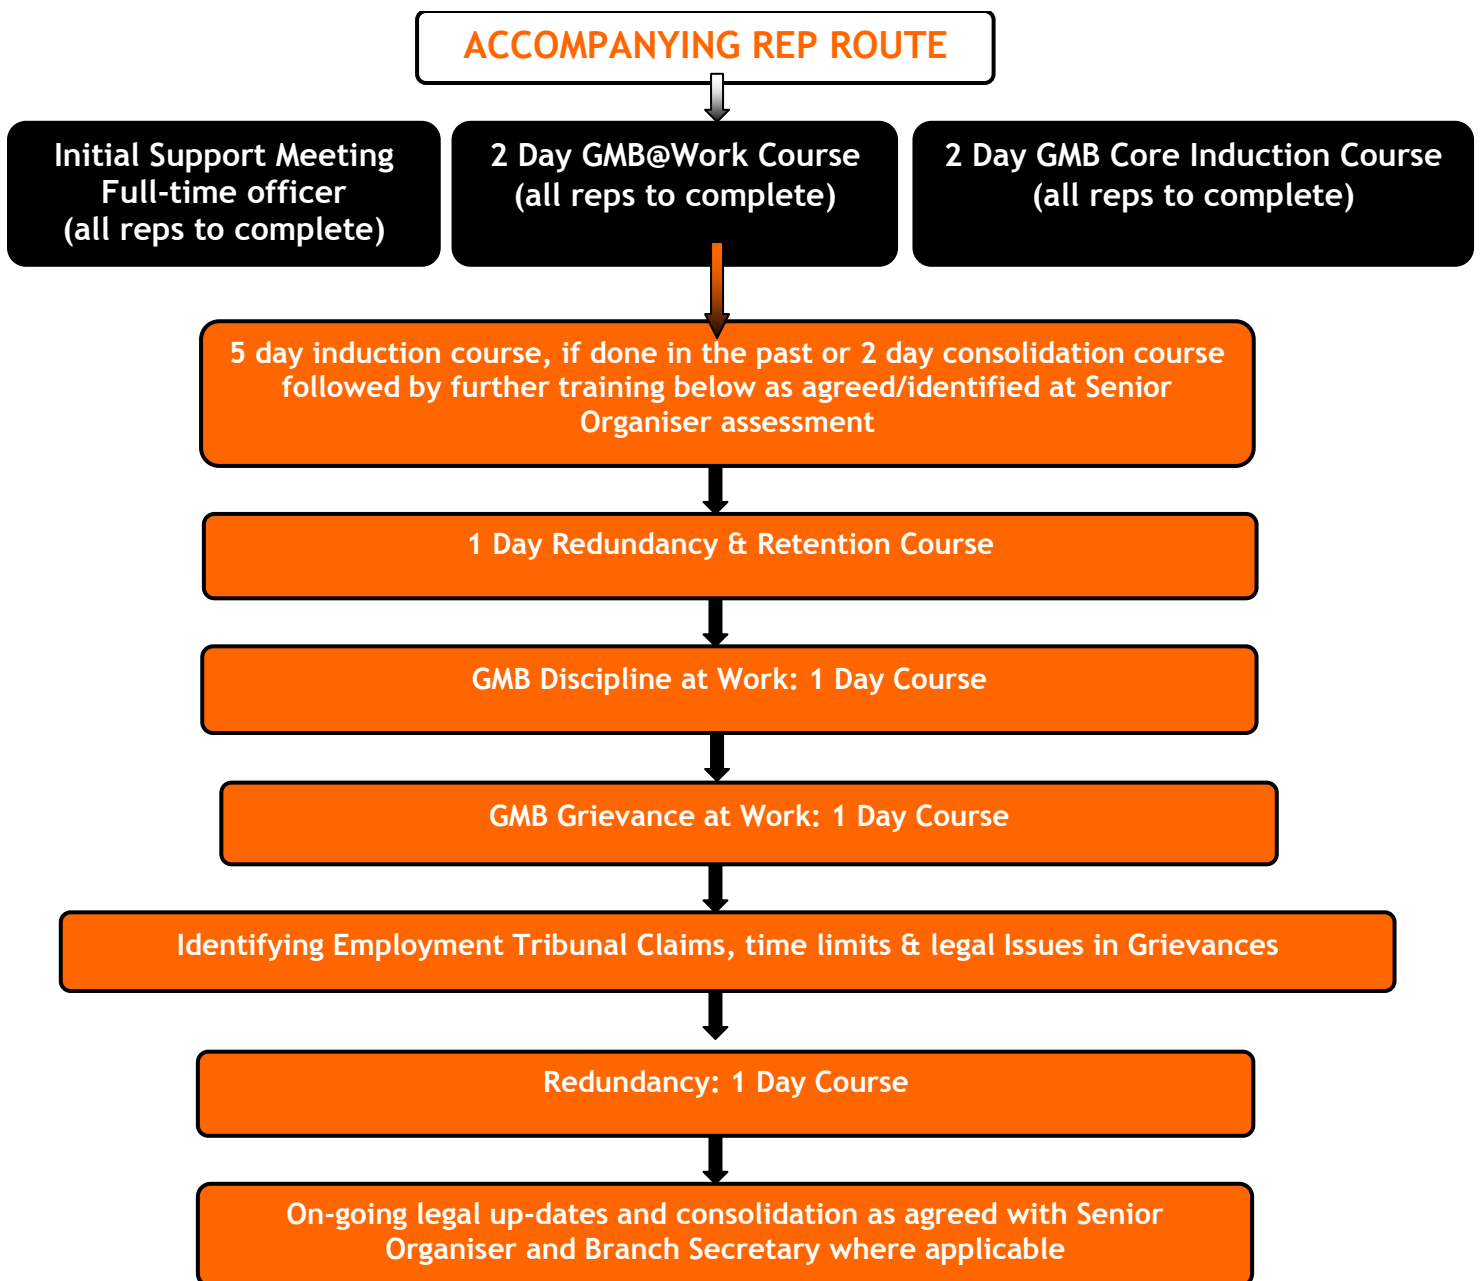 ACCOMPANYING REP ROUTE
Initial Support Meeting
Full-time officer
(all reps to complete)
2 Day GMB@Work Course
(all reps to complete)
2 Day GMB Core Induction Course
(all reps to complete)
5 day induction course, if done in the past or 2 day consolidation course
followed by further training below as agreed/identified at Senior
Organiser assessment
1 Day Redundancy & Retention Course
GMB Discipline at Work: 1 Day Course
GMB Grievance at Work: 1 Day Course
Identifying Employment Tribunal Claims, time limits & legal Issues in Grievances
Redundancy: 1 Day Course
On-going legal up-dates and consolidation as agreed with Senior
Organiser and Branch Secretary where applicable